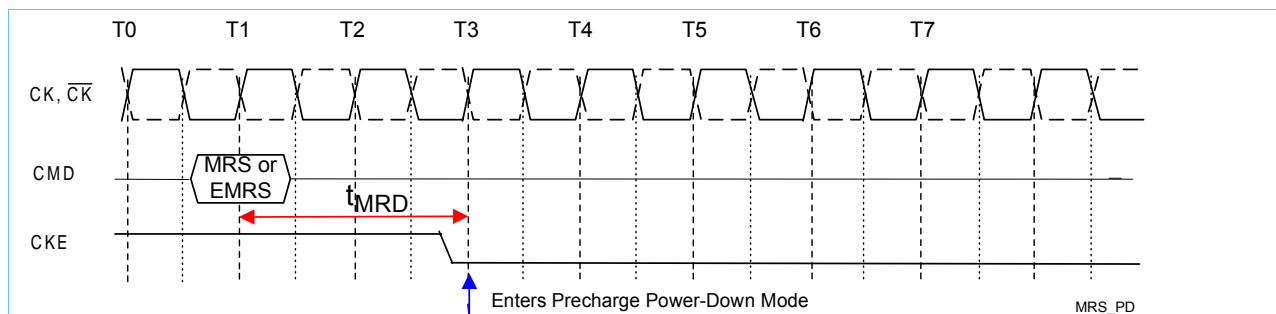 T0 T1 T2 T3 T4 T5 T6 T7
CK, CK
CMD
MRS or
EMRS
tMRD
CKE
Enters Precharge Power-Down Mode
MRS_PD